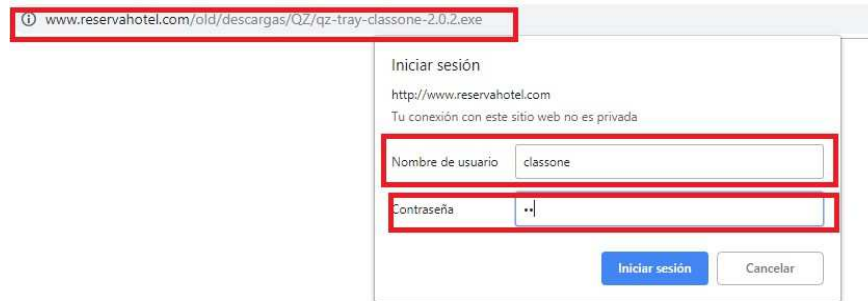 www.reservahotel.com/old/descargas/QZ/qz-tray-classone-2.0.2.exe
Iniciar sesión
http://www.reservahotel.com
Tu conexión con este sitio web no es privada
Nombre de usuario classone
Contraseña ••
Iniciar sesión Cancelar